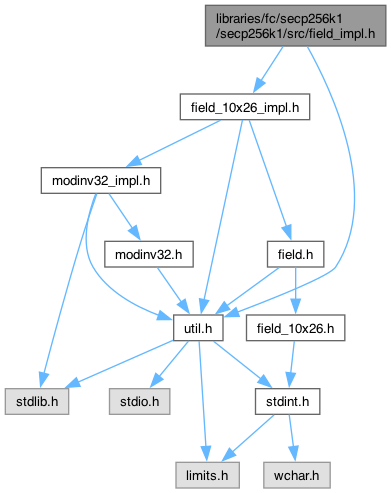 libraries/fc/secp256k1
/secp256k1/src/field_impl.h
field_10x26_impl.h
modinv32_impl.h
modinv32.h
field.h
util.h
field_10x26.h
stdlib.h
stdio.h
stdint.h
limits.h
wchar.h